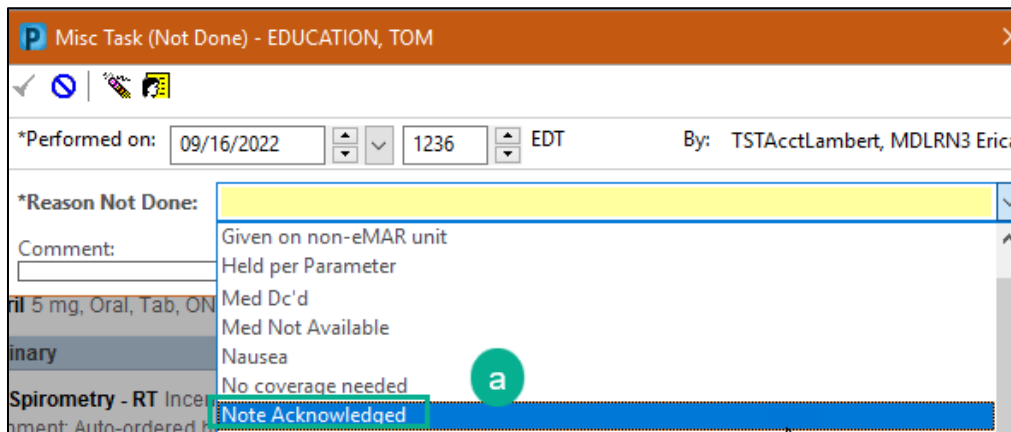 P Misc Task (Not Done) - EDUCATION, TOM
*Performed on: 09/16/2022 1236 EDT By: TSTAcctLambert, MDLRN3 Erica
*Reason Not Done:
Comment:
Given on non-eMAR unit
Held per Parameter
Med Dc'd
Med Not Available
Nausea
No coverage needed
Note Acknowledged
a
ril 5 mg, Oral, Tab, ON
inary
Spirometry - RT Incen
nment: Auto-ordered b